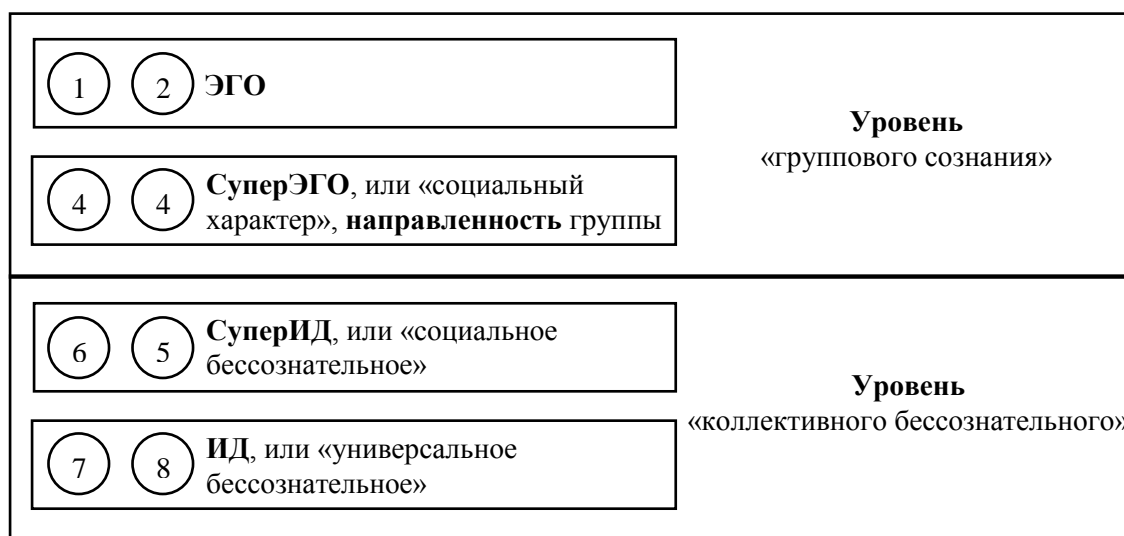 1 2 ЭГО
4 4 СуперЭГО, или «социальный
характер», направленность группы
Уровень
«группового сознания»
6 5 СуперИД, или «социальное
бессознательное»
7 8 ИД, или «универсальное
бессознательное»
Уровень
«коллективного бессознательного»